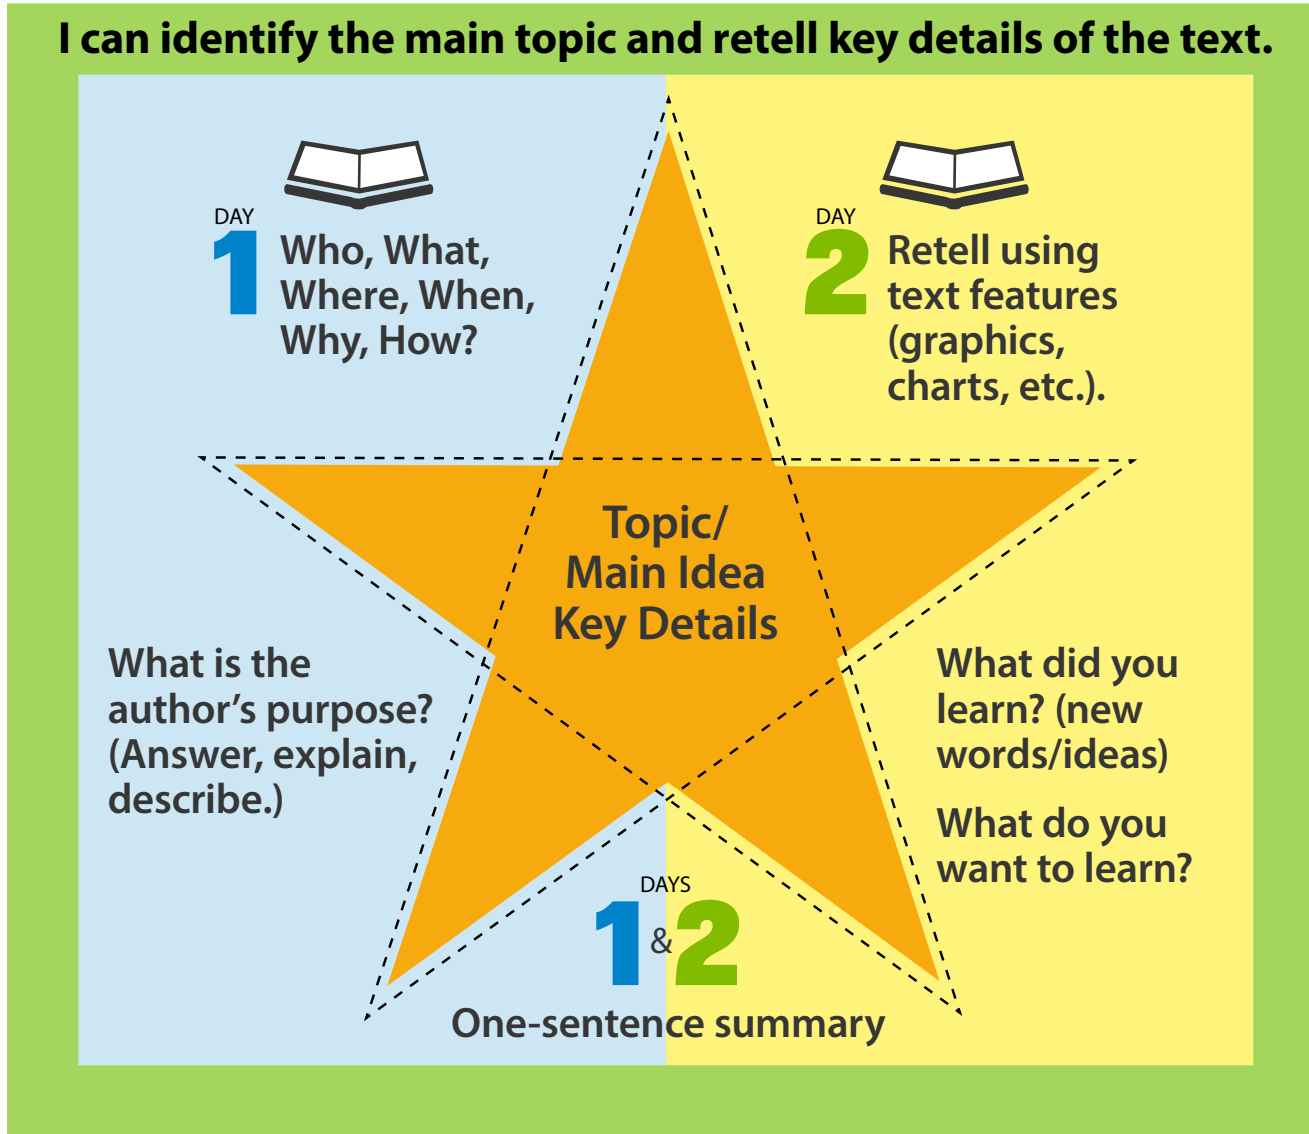 I can identify the main topic and retell key details of the text.
DAY
1
Who, What,
Where, When,
Why, How?
DAY
2
Retell using
text features
(graphics,
charts, etc.).
Topic/
Main Idea
Key Details
What is the
author’s purpose?
(Answer, explain,
describe.)
What did you
learn? (new
words/ideas)
What do you
want to learn?
DAYS
1 & 2
One-sentence summary